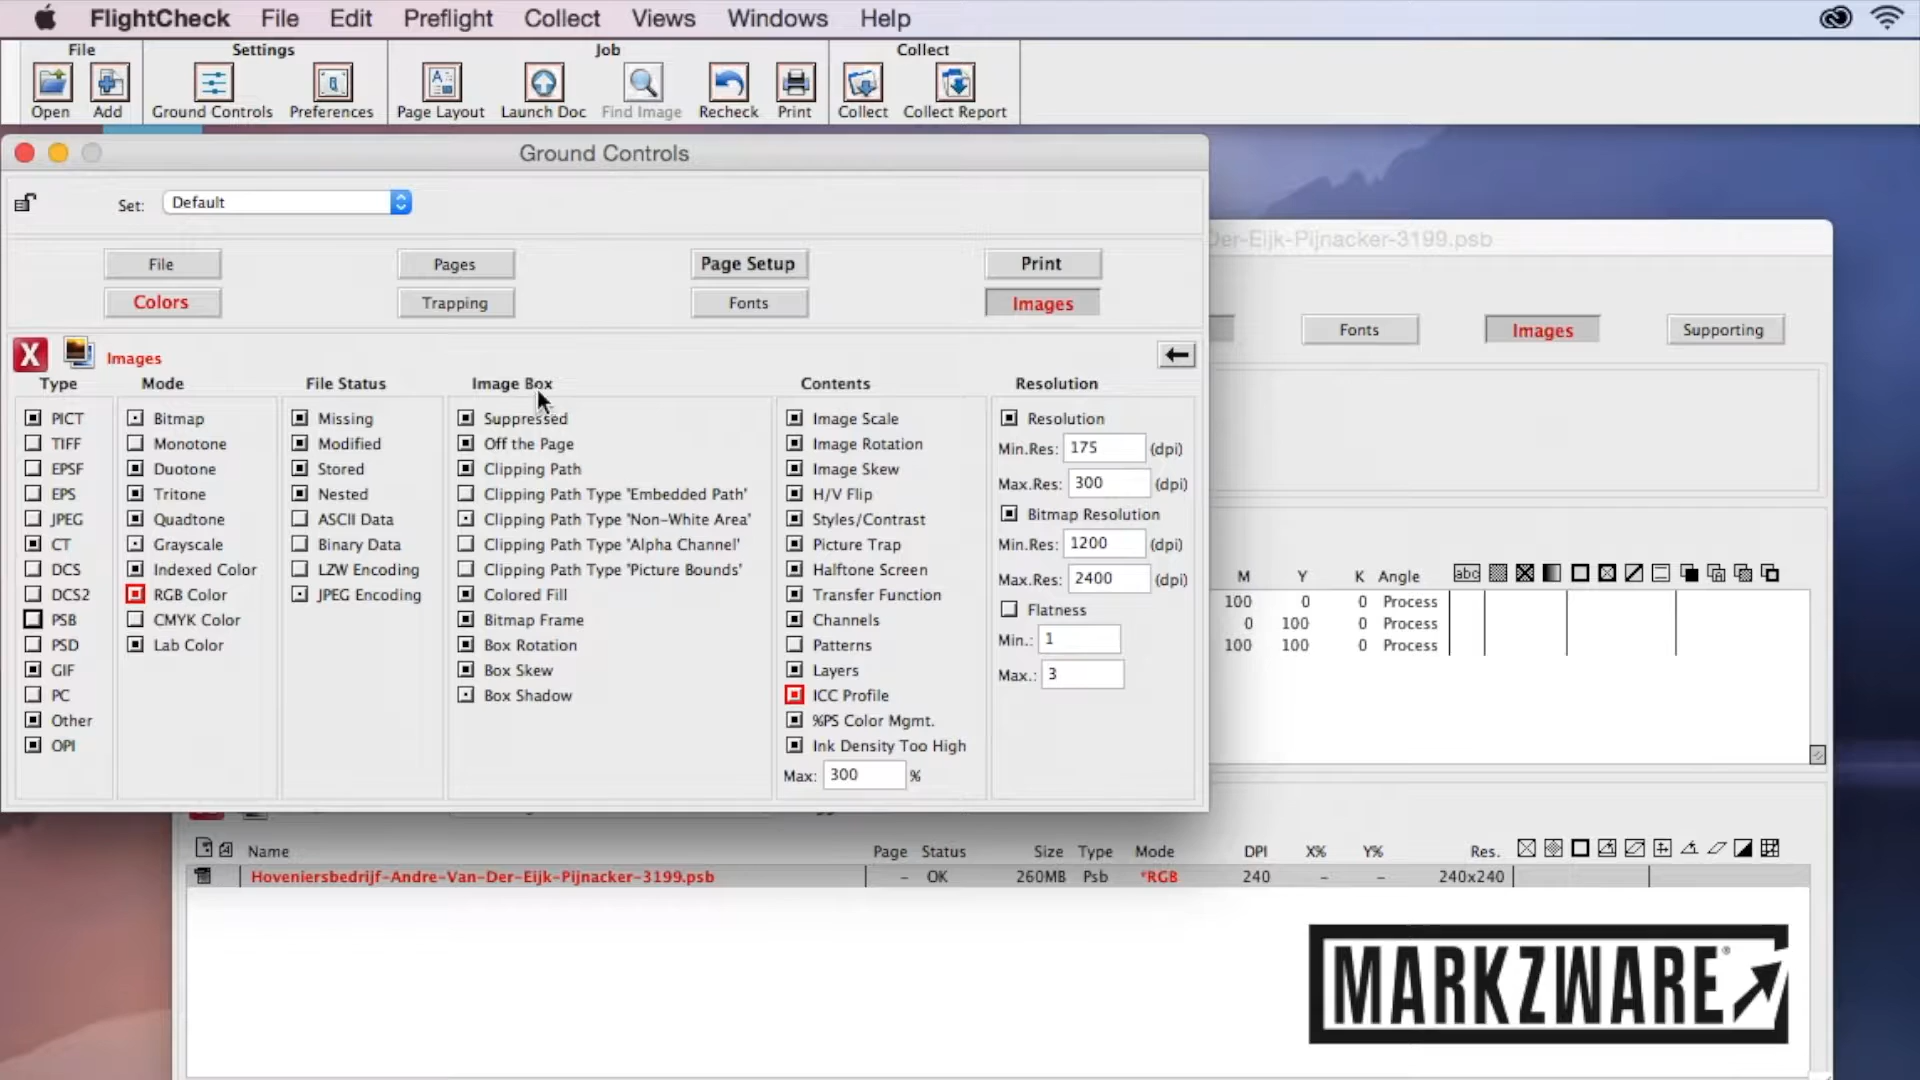 FlightCheck File Edit Preflight Collect Views Windows Help
File Settings Job Collect
Open Add Ground Controls Preferences Page Layout Launch Doc Find Image Recheck Print Collect Collect Report
Ground Controls
Set: Default
File Pages Page Setup Print
Colors Trapping Fonts Images
X Images
Type Mode File Status Image Box Contents Resolution
PICT Bitmap Missing Suppressed Image Scale Resolution
TIFF Monotone Modified Off the Page Image Rotation Min.Res: 175 (dpi)
EPSF Duotone Stored Clipping Path Image Skew
EPS Tritone Nested Clipping Path Type 'Embedded Path' H/V Flip Max.Res: 300 (dpi)
JPEG Quadtone ASCII Data Clipping Path Type 'Non-White Area' Styles/Contrast Bitmap Resolution
CT Grayscale Binary Data Clipping Path Type 'Alpha Channel' Picture Trap Min.Res: 1200 (dpi)
DCS Indexed Color LZW Encoding Clipping Path Type 'Picture Bounds' Halftone Screen Max.Res: 2400 (dpi)
DCS2 RGB Color JPEG Encoding Colored Fill Transfer Function Flatness
PSB CMYK Color Bitmap Frame Channels
PSD Lab Color Box Rotation Patterns Min.: 1
GIF Box Skew Layers Max.: 3
PC Box Shadow ICC Profile
Other %PS Color Mgmt.
OPI Ink Density Too High
Max: 300 %
Der-Eijk-Pijnacker-3199.psb
Fonts Images Supporting
M Y K Angle abc
100 0 0 Process
0 100 0 Process
100 100 0 Process
Name Page Status Size Type Mode DPI X% Y% Res.
Hoveniersbedrijf-Andre-Van-Der-Eijk-Pijnacker-3199.psb – OK 260MB Psb *RGB 240 – – 240x240
MARKZWARE®